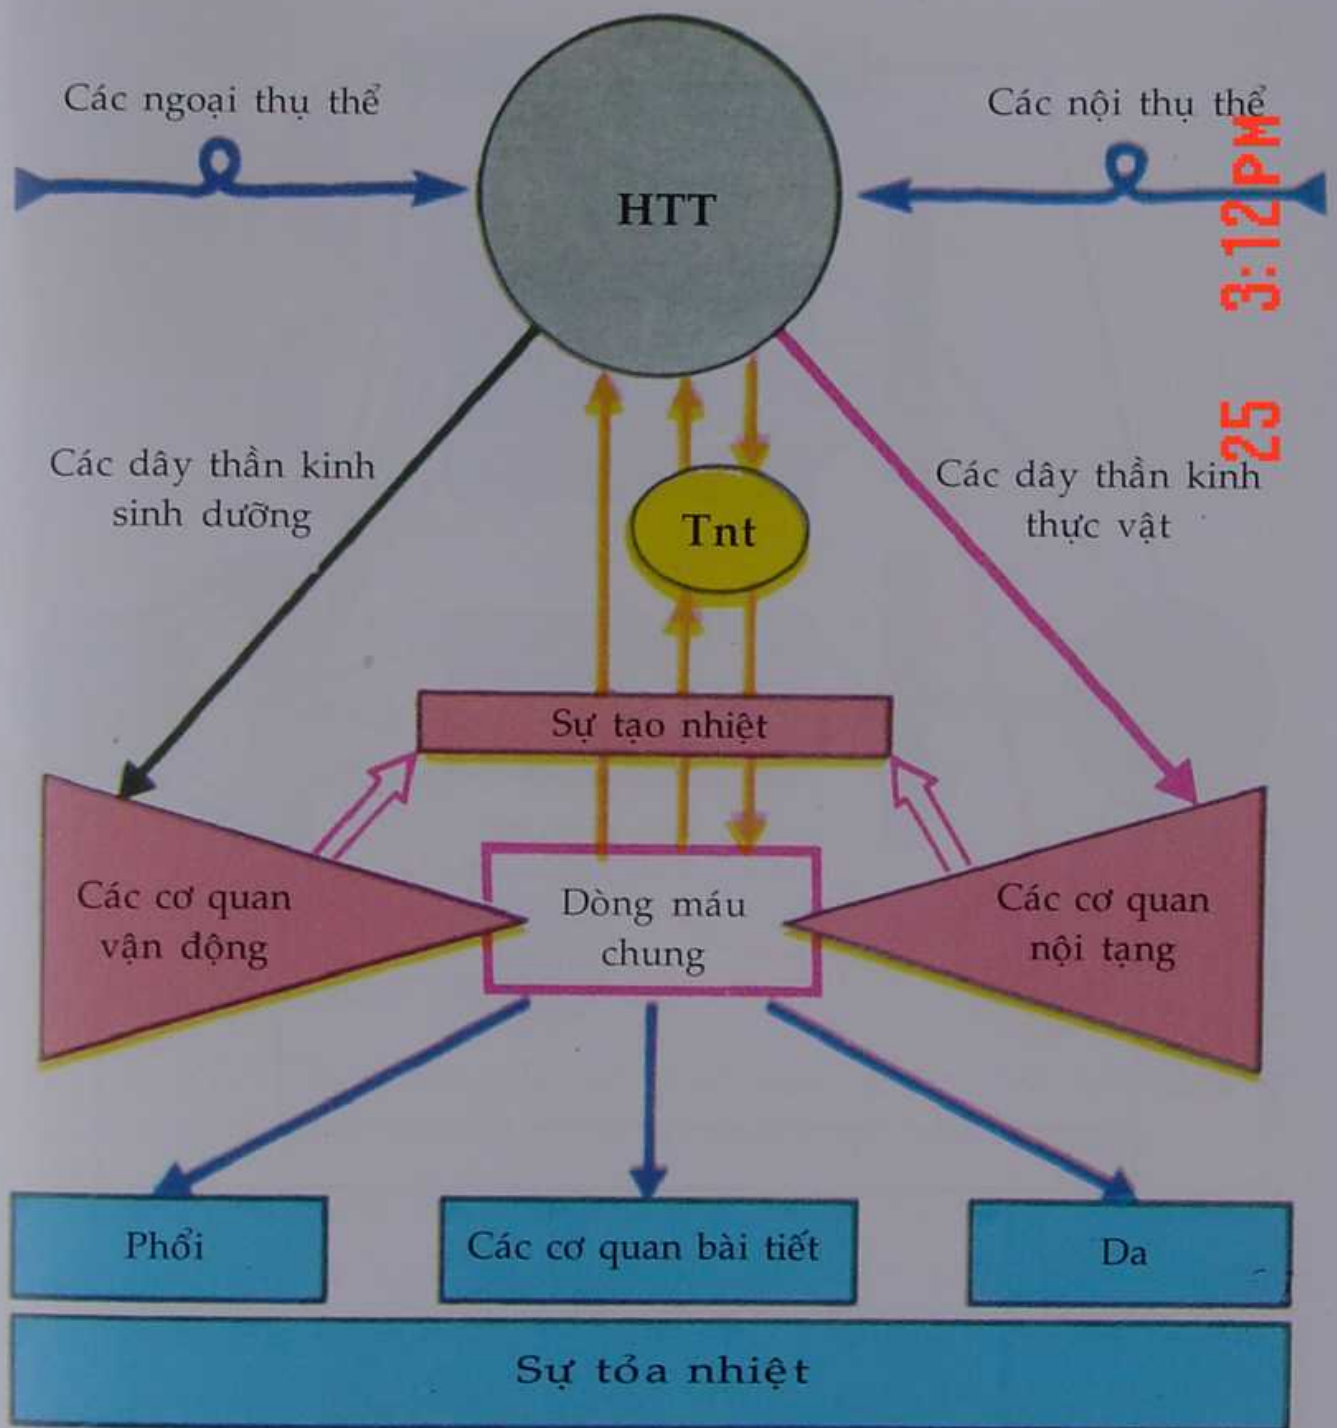 Các ngoại thụ thể
Các nội thụ thể
HTT
25 3:12PM
Các dây thần kinh
sinh dưỡng
Các dây thần kinh
thực vật
Tnt
Sự tạo nhiệt
Các cơ quan
vận động
Dòng máu
chung
Các cơ quan
nội tạng
Phổi
Các cơ quan bài tiết
Da
Sự tỏa nhiệt